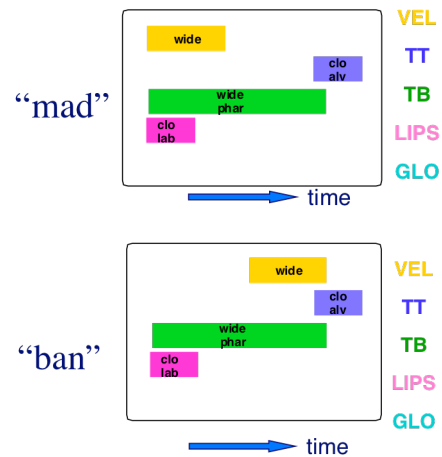 VEL
wide
TT
clo
alv
"mad"
wide
phar
TB
clo
lab
LIPS
GLO
time
VEL
wide
TT
clo
alv
"ban"
wide
phar
TB
clo
lab
LIPS
GLO
time